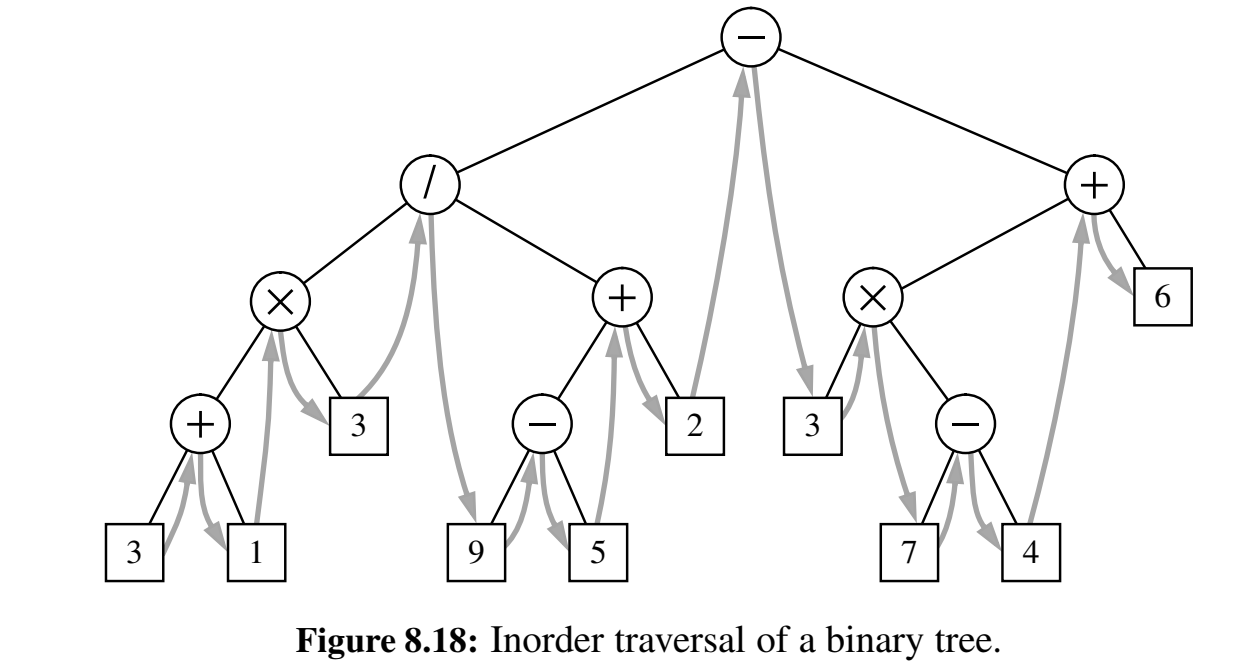 −
/ +
× + × 6
+ 3 − 2 3 −
3 1 9 5 7 4
Figure 8.18: Inorder traversal of a binary tree.